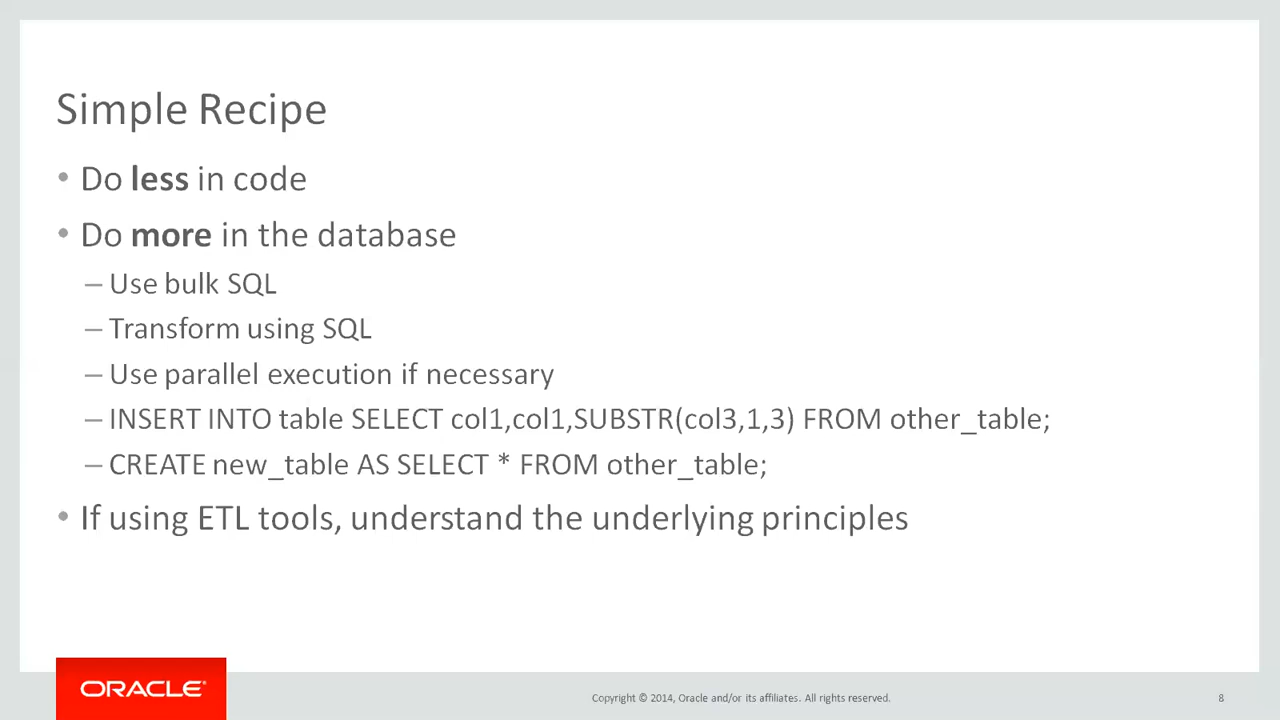 Simple Recipe
• Do less in code
• Do more in the database
– Use bulk SQL
– Transform using SQL
– Use parallel execution if necessary
– INSERT INTO table SELECT col1,col1,SUBSTR(col3,1,3) FROM other_table;
– CREATE new_table AS SELECT * FROM other_table;
• If using ETL tools, understand the underlying principles
ORACLE®
Copyright © 2014, Oracle and/or its affiliates. All rights reserved.
8